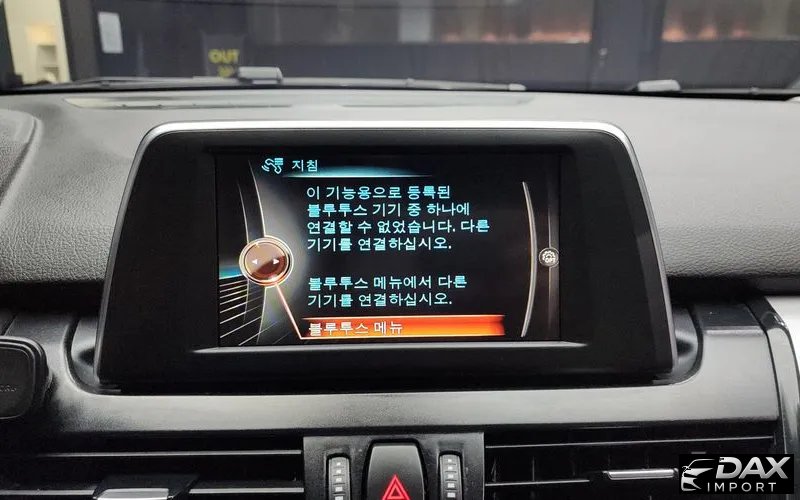 OUT
지침
이 기능용으로 등록된
블루투스 기기 중 하나에
연결할 수 없었습니다. 다른
기기를 연결하십시오.
블루투스 메뉴에서 다른
기기를 연결하십시오.
블루투스 메뉴
OPT
DAX
IMPORT